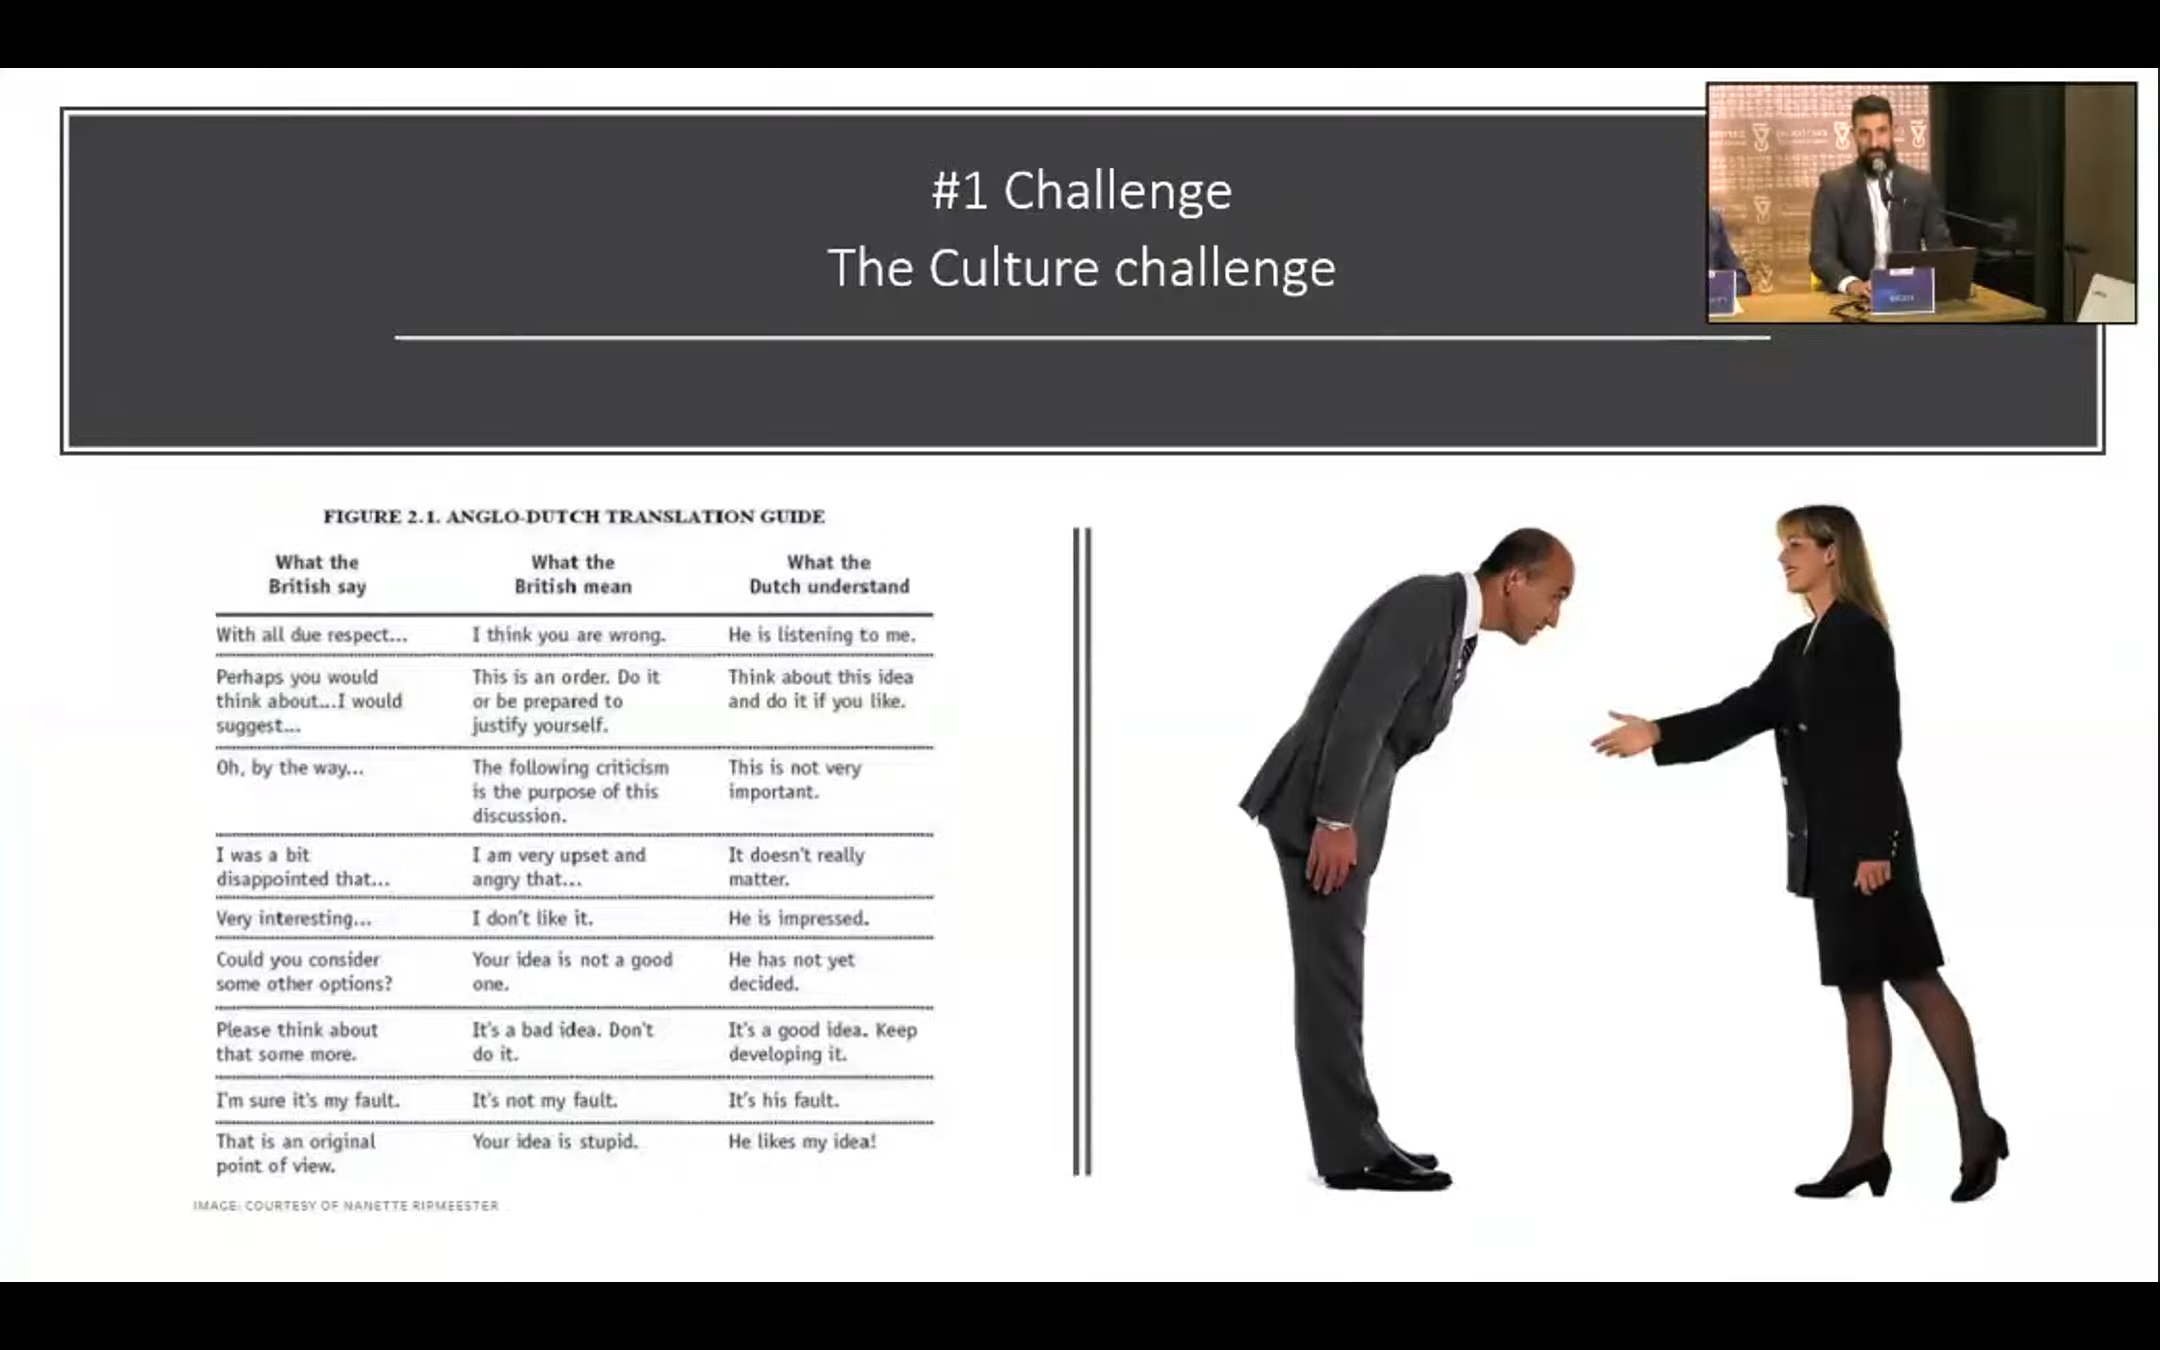 #1 Challenge
The Culture challenge
FIGURE 2.1. ANGLO-DUTCH TRANSLATION GUIDE
What the
British say
What the
British mean
What the
Dutch understand
With all due respect...
I think you are wrong.
He is listening to me.
Perhaps you would
think about...I would
suggest...
This is an order. Do it
or be prepared to
justify yourself.
Think about this idea
and do it if you like.
Oh, by the way...
The following criticism
is the purpose of this
discussion.
This is not very
important.
I was a bit
disappointed that...
I am very upset and
angry that...
It doesn't really
matter.
Very interesting...
I don't like it.
He is impressed.
Could you consider
some other options?
Your idea is not a good
one.
He has not yet
decided.
Please think about
that some more.
It's a bad idea. Don't
do it.
It's a good idea. Keep
developing it.
I'm sure it's my fault.
It's not my fault.
It's his fault.
That is an original
point of view.
Your idea is stupid.
He likes my idea!
IMAGE: COURTESY OF NANETTE RIPMEESTER